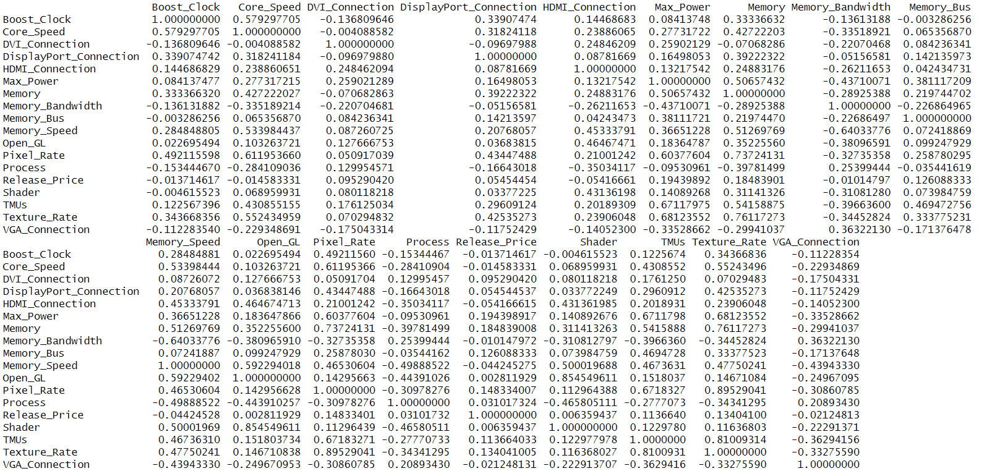 Boost_Clock Core_Speed DVI_Connection DisplayPort_Connection HDMI_Connection Max_Power Memory Memory_Bandwidth Memory_Bus
Boost_Clock 1.000000000 0.579297705 -0.136809646 0.33907474 0.14468683 0.08413748 0.33336632 -0.13613188 -0.003286256
Core_Speed 0.579297705 1.000000000 -0.004088582 0.31824118 0.23886065 0.27731722 0.42722203 -0.33518921 0.065356870
DVI_Connection -0.136809646 -0.004088582 1.000000000 -0.09697988 0.24846209 0.25902129 -0.07068286 -0.22070468 0.084236341
DisplayPort_Connection 0.339074742 0.318241184 -0.096979880 1.00000000 0.08781669 0.16498053 0.39222322 -0.05156581 0.142135973
HDMI_Connection 0.144686829 0.238860651 0.248462094 0.08781669 1.00000000 0.13217542 0.24883176 -0.26211653 0.042434731
Max_Power 0.084137477 0.277317215 0.259021289 0.16498053 0.13217542 1.00000000 0.50657432 -0.43710071 0.381117209
Memory 0.333366320 0.427222027 -0.070682863 0.39222322 0.24883176 0.50657432 1.00000000 -0.28925388 0.219744702
Memory_Bandwidth -0.136131882 -0.335189214 -0.220704681 -0.05156581 -0.26211653 -0.43710071 -0.28925388 1.00000000 -0.226864965
Memory_Bus -0.003286256 0.065356870 0.084236341 0.14213597 0.04243473 0.38111721 0.21974470 -0.22686497 1.000000000
Memory_Speed 0.284848805 0.533984437 0.087260725 0.20768057 0.45333791 0.36651228 0.51269769 -0.64033776 0.072418869
Open_GL 0.022695494 0.103263721 0.127666753 0.03683815 0.46467471 0.18364787 0.35225560 -0.38096591 0.099247929
Pixel_Rate 0.492115598 0.611953660 0.050917039 0.43447488 0.21001242 0.60377604 0.73724131 -0.32735358 0.258780295
Process -0.153444670 -0.284109036 0.129954571 -0.16643018 -0.35034117 -0.09530961 -0.39781499 0.25399444 -0.035441619
Release_Price -0.013714617 -0.014583331 0.095290420 0.05454454 -0.05416661 0.19439892 0.18483901 -0.01014797 0.126088333
Shader -0.004615523 0.068959931 0.080118218 0.03377225 0.43136198 0.14089268 0.31141326 -0.31081280 0.073984759
TMUs 0.122567396 0.430855155 0.176125034 0.29609124 0.20189309 0.67117975 0.54158875 -0.39663600 0.469472756
Texture_Rate 0.343668356 0.552434959 0.070294832 0.42535273 0.23906048 0.68123552 0.76117273 -0.34452824 0.333775231
VGA_Connection -0.112283540 -0.229348691 -0.175043314 -0.11752429 -0.14052300 -0.33528662 -0.29941037 0.36322130 -0.171376478
Memory_Speed Open_GL Pixel_Rate Process Release_Price Shader TMUs Texture_Rate VGA_Connection
Boost_Clock 0.28484881 0.022695494 0.49211560 -0.15344467 -0.013714617 -0.004615523 0.1225674 0.34366836 -0.11228354
Core_Speed 0.53398444 0.103263721 0.61195366 -0.28410904 -0.014583331 0.068959931 0.4308552 0.55243496 -0.22934869
DVI_Connection 0.08726072 0.127666753 0.05091704 0.12995457 0.095290420 0.080118218 0.1761250 0.07029483 -0.17504331
DisplayPort_Connection 0.20768057 0.036838146 0.43447488 -0.16643018 0.054544537 0.033772249 0.2960912 0.42535273 -0.11752429
HDMI_Connection 0.45333791 0.464674713 0.21001242 -0.35034117 -0.054166615 0.431361985 0.2018931 0.23906048 -0.14052300
Max_Power 0.36651228 0.183647866 0.60377604 -0.09530961 0.194398917 0.140892676 0.6711798 0.68123552 -0.33528662
Memory 0.51269769 0.352255600 0.73724131 -0.39781499 0.184839008 0.311413263 0.5415888 0.76117273 -0.29941037
Memory_Bandwidth -0.64033776 -0.380965910 -0.32735358 0.25399444 -0.010147972 -0.310812797 -0.3966360 -0.34452824 0.36322130
Memory_Bus 0.07241887 0.099247929 0.25878030 -0.03544162 0.126088333 0.073984759 0.4694728 0.33377523 -0.17137648
Memory_Speed 1.00000000 0.592294018 0.46530604 -0.49888522 -0.044245275 0.500019688 0.4673631 0.47750241 -0.43943330
Open_GL 0.59229402 1.000000000 0.14295663 -0.44391026 0.002811929 0.854549611 0.1518037 0.14671084 -0.24967095
Pixel_Rate 0.46530604 0.142956628 1.00000000 -0.30978276 0.148334007 0.112964388 0.6718327 0.89529041 -0.30860785
Process -0.49888522 -0.443910257 -0.30978276 1.00000000 0.031017324 -0.465805111 -0.2777073 -0.34341295 0.20893430
Release_Price -0.04424528 0.002811929 0.14833401 0.03101732 1.000000000 0.006359437 0.1136640 0.13404100 -0.02124813
Shader 0.50001969 0.854549611 0.11296439 -0.46580511 0.006359437 1.000000000 0.1229780 0.11636803 -0.22291371
TMUs 0.46736310 0.151803734 0.67183271 -0.27770733 0.113664033 0.122977978 1.0000000 0.81009314 -0.36294156
Texture_Rate 0.47750241 0.146710838 0.89529041 -0.34341295 0.134041005 0.116368027 0.8100931 1.00000000 -0.33275590
VGA_Connection -0.43943330 -0.249670953 -0.30860785 0.20893430 -0.021248131 -0.222913707 -0.3629416 -0.33275590 1.00000000